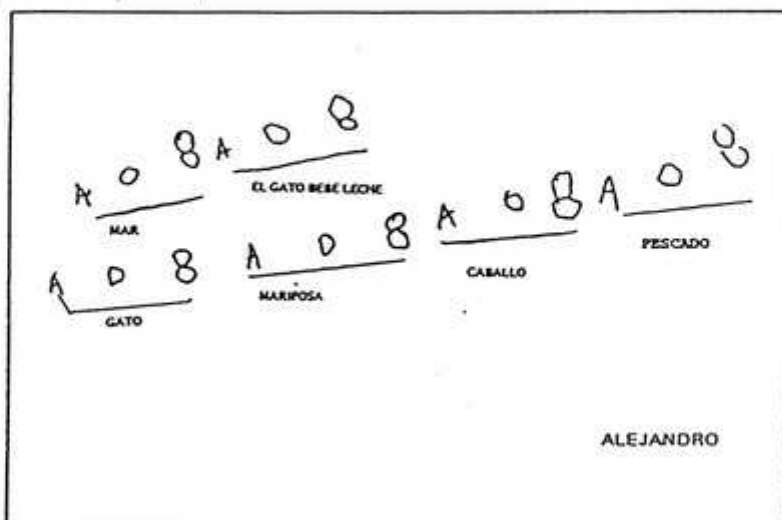 A O 8
MAR
A O 8
EL GATO BEBE LECHE
A O 8
GATO
A O 8
MARIPOSA
A O 8
CABALLO
A O 8
PESCADO
ALEJANDRO